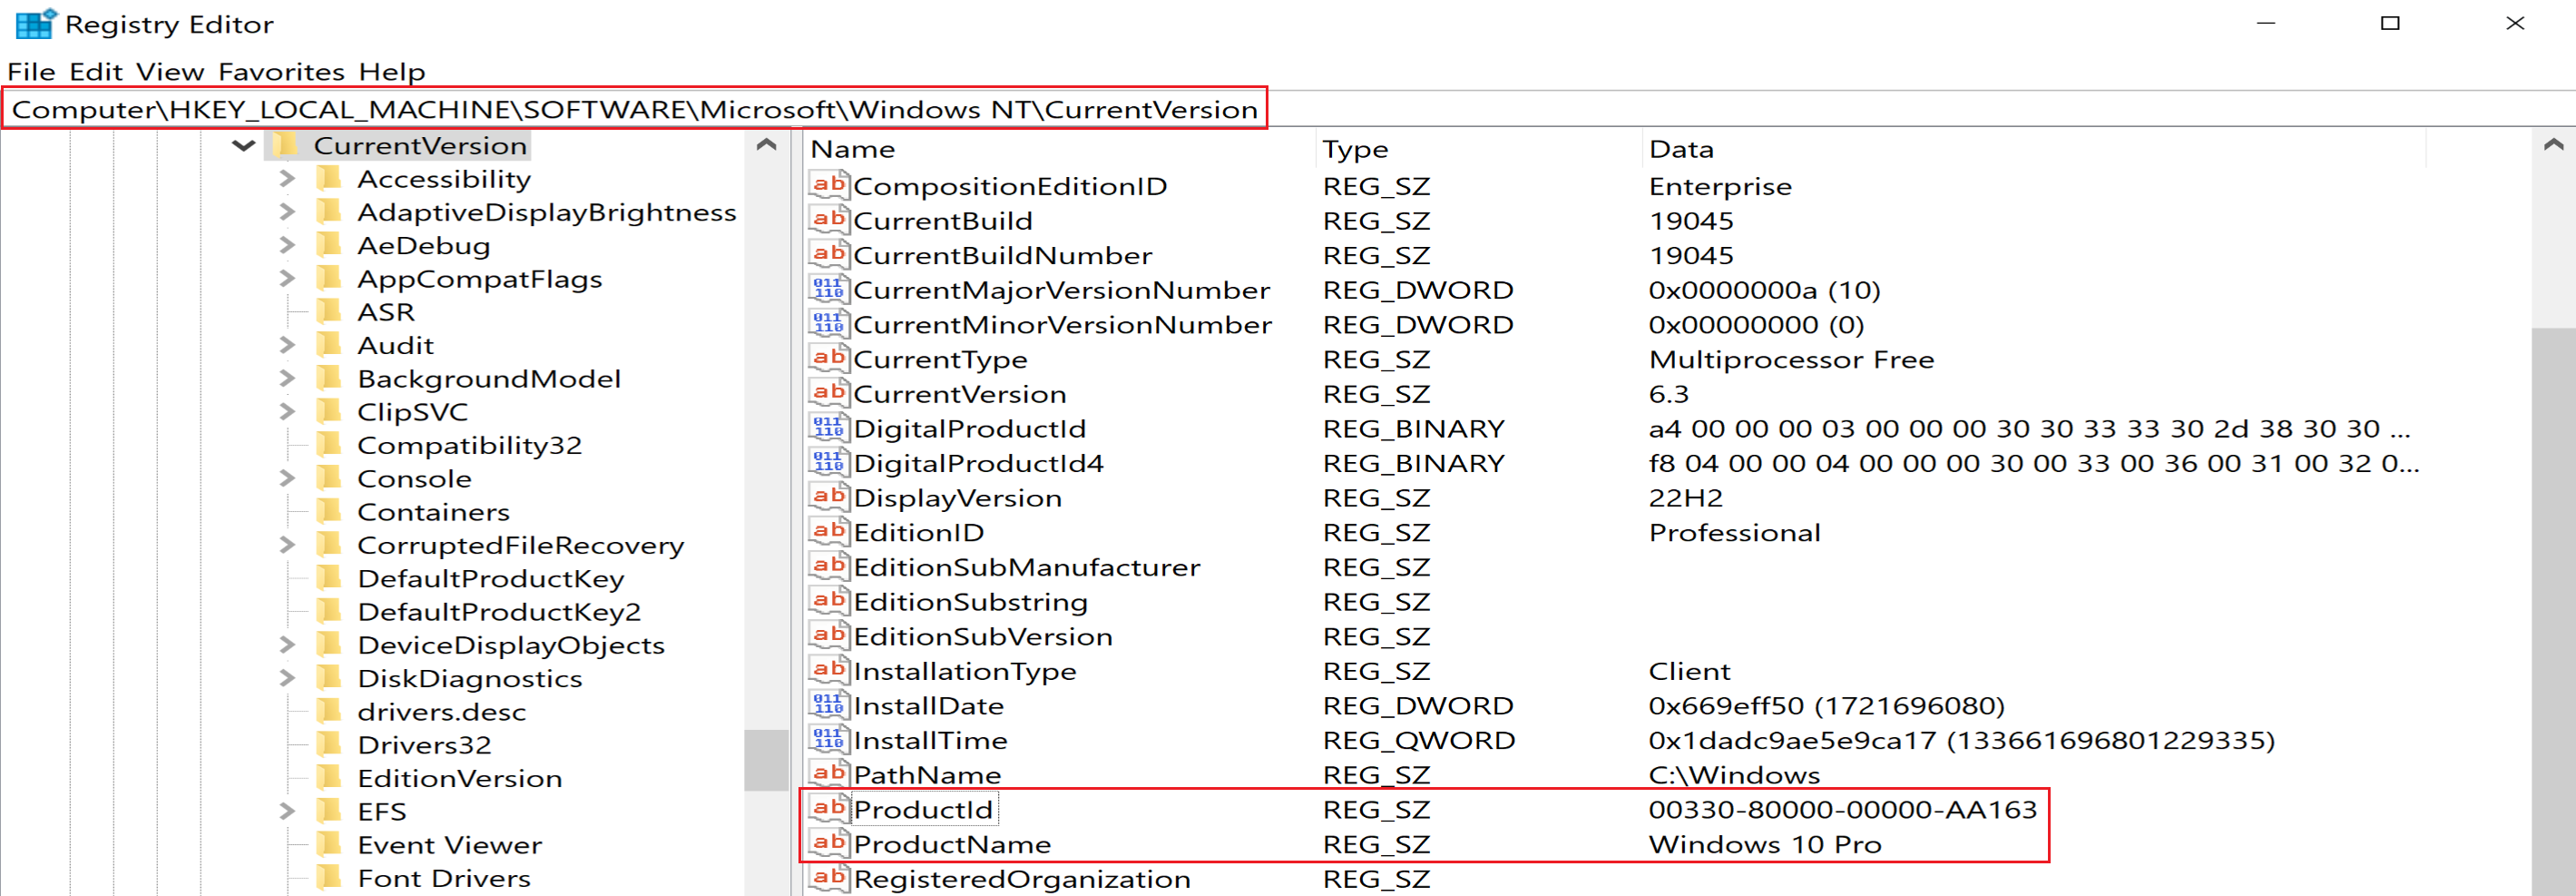 Registry Editor
File Edit View Favorites Help
Computer\HKEY_LOCAL_MACHINE\SOFTWARE\Microsoft\Windows NT\CurrentVersion
CurrentVersion
Accessibility
AdaptiveDisplayBrightness
AeDebug
AppCompatFlags
ASR
Audit
BackgroundModel
ClipSVC
Compatibility32
Console
Containers
CorruptedFileRecovery
DefaultProductKey
DefaultProductKey2
DeviceDisplayObjects
DiskDiagnostics
drivers.desc
Drivers32
EditionVersion
EFS
Event Viewer
Font Drivers
Name Type Data
CompositionEditionID REG_SZ Enterprise
CurrentBuild REG_SZ 19045
CurrentBuildNumber REG_SZ 19045
CurrentMajorVersionNumber REG_DWORD 0x0000000a (10)
CurrentMinorVersionNumber REG_DWORD 0x00000000 (0)
CurrentType REG_SZ Multiprocessor Free
CurrentVersion REG_SZ 6.3
DigitalProductId REG_BINARY a4 00 00 00 03 00 00 00 30 30 33 33 30 2d 38 30 30 ...
DigitalProductId4 REG_BINARY f8 04 00 00 04 00 00 00 30 00 33 00 36 00 31 00 32 0...
DisplayVersion REG_SZ 22H2
EditionID REG_SZ Professional
EditionSubManufacturer REG_SZ
EditionSubstring REG_SZ
EditionSubVersion REG_SZ
InstallationType REG_SZ Client
InstallDate REG_DWORD 0x669eff50 (1721696080)
InstallTime REG_QWORD 0x1dadc9ae5e9ca17 (133661696801229335)
PathName REG_SZ C:\Windows
ProductId REG_SZ 00330-80000-00000-AA163
ProductName REG_SZ Windows 10 Pro
RegisteredOrganization REG_SZ